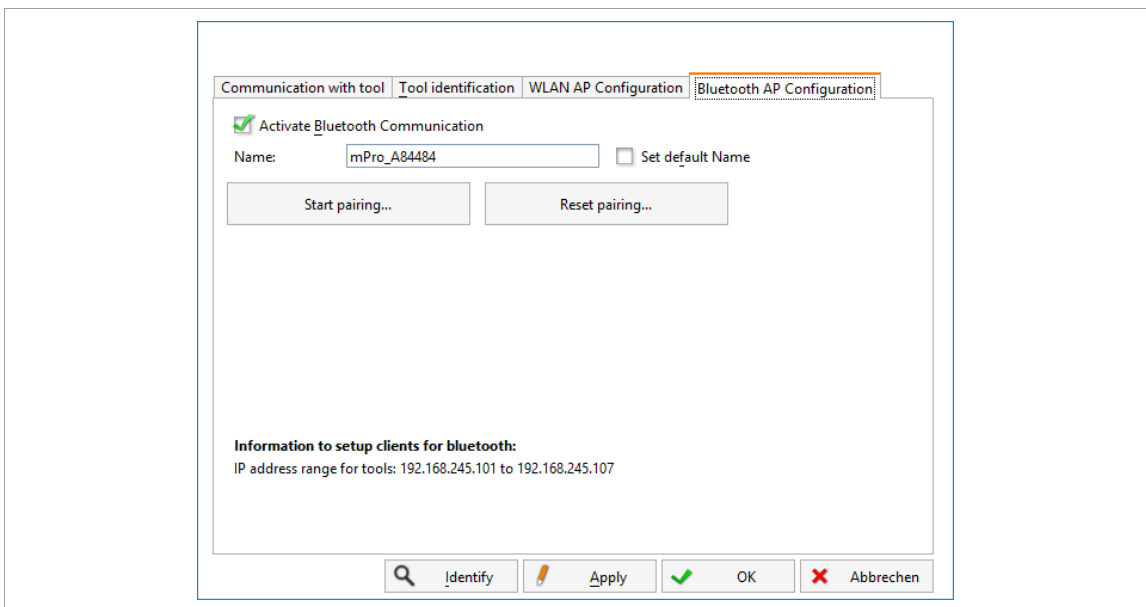 Communication with tool Tool identification WLAN AP Configuration Bluetooth AP Configuration
Activate Bluetooth Communication
Name: mPro_A84484 Set default Name
Start pairing... Reset pairing...
Information to setup clients for bluetooth:
IP address range for tools: 192.168.245.101 to 192.168.245.107
Identify Apply OK Abbrechen